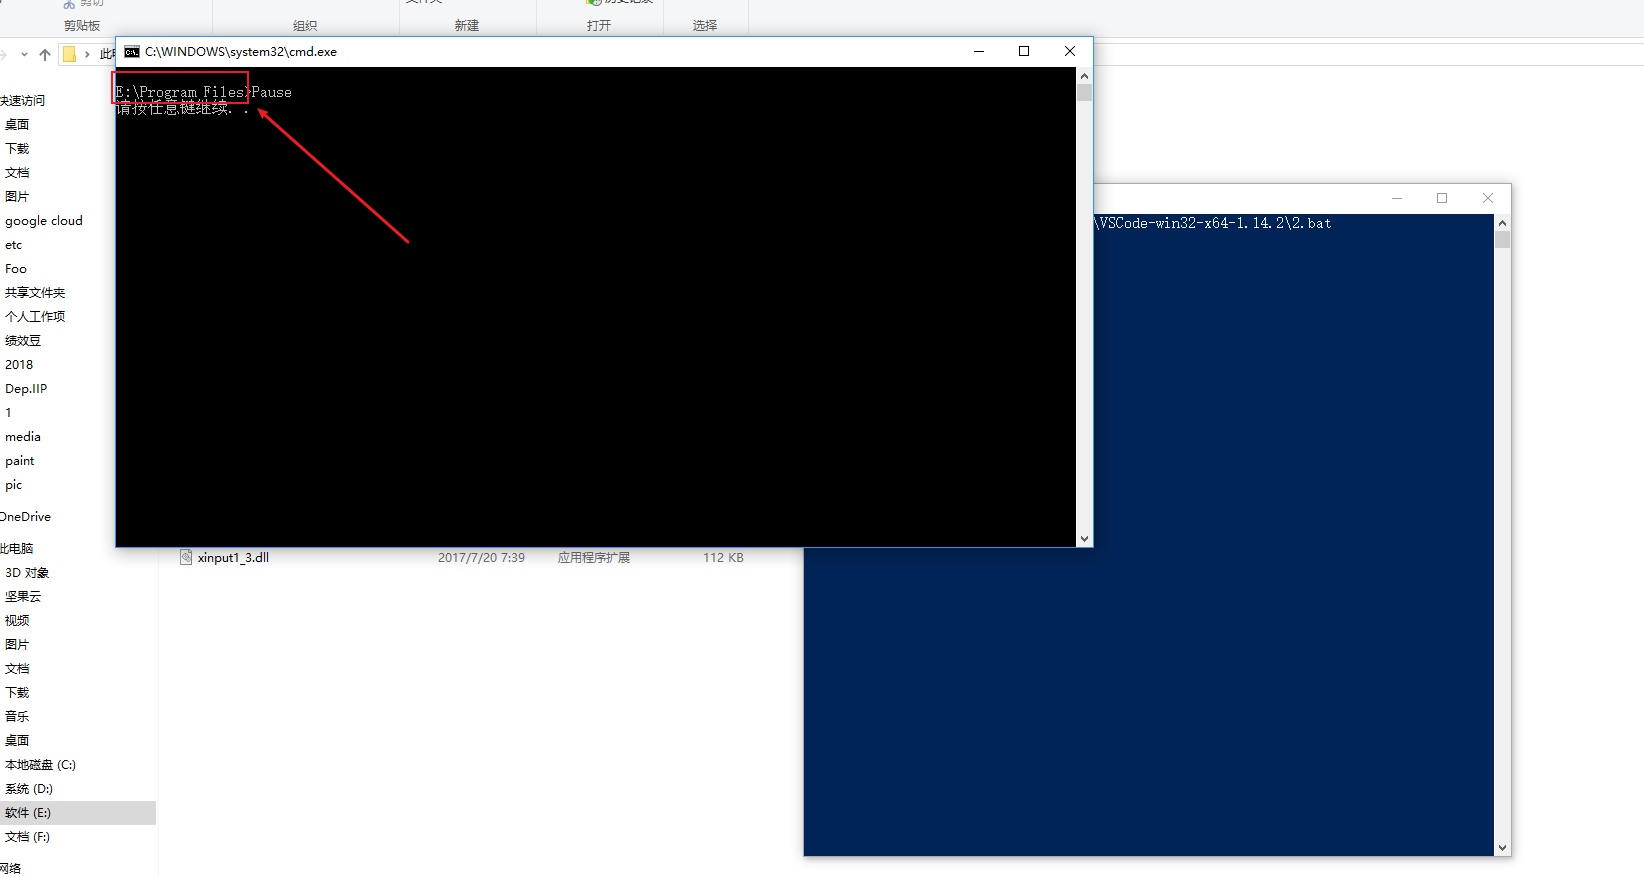 剪切
剪贴板
组织
新建
历史记录
打开
选择
C:\WINDOWS\system32\cmd.exe
E:\Program Files>Pause
请按任意键继续. .
\VSCode-win32-x64-1.14.2\2.bat
快速访问
桌面
下载
文档
图片
google cloud
etc
Foo
共享文件夹
个人工作项
绩效豆
2018
Dep.IIP
1
media
paint
pic
OneDrive
此电脑
3D 对象
坚果云
视频
图片
文档
下载
音乐
桌面
本地磁盘 (C:)
系统 (D:)
软件 (E:)
文档 (F:)
网络
xinput1_3.dll 2017/7/20 7:39 应用程序扩展 112 KB